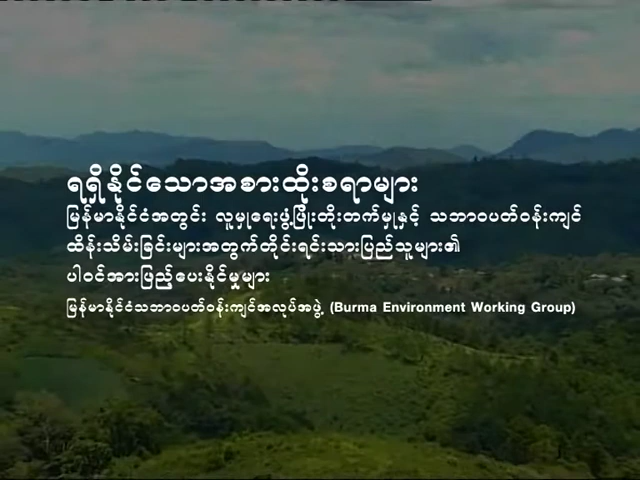 ရရှိနိုင်သောအစားထိုးစရာများ
မြန်မာနိုင်ငံအတွင်း လူမှုရေးဖွံ့ဖြိုးတိုးတက်မှုနှင့် သဘာဝပတ်ဝန်းကျင်
ထိန်းသိမ်းခြင်းများအတွက်တိုင်းရင်းသားပြည်သူများ၏
ပါဝင်အားဖြည့်ပေးနိုင်မှုများ
မြန်မာနိုင်ငံသဘာဝပတ်ဝန်းကျင်အလုပ်အဖွဲ့ (Burma Environment Working Group)